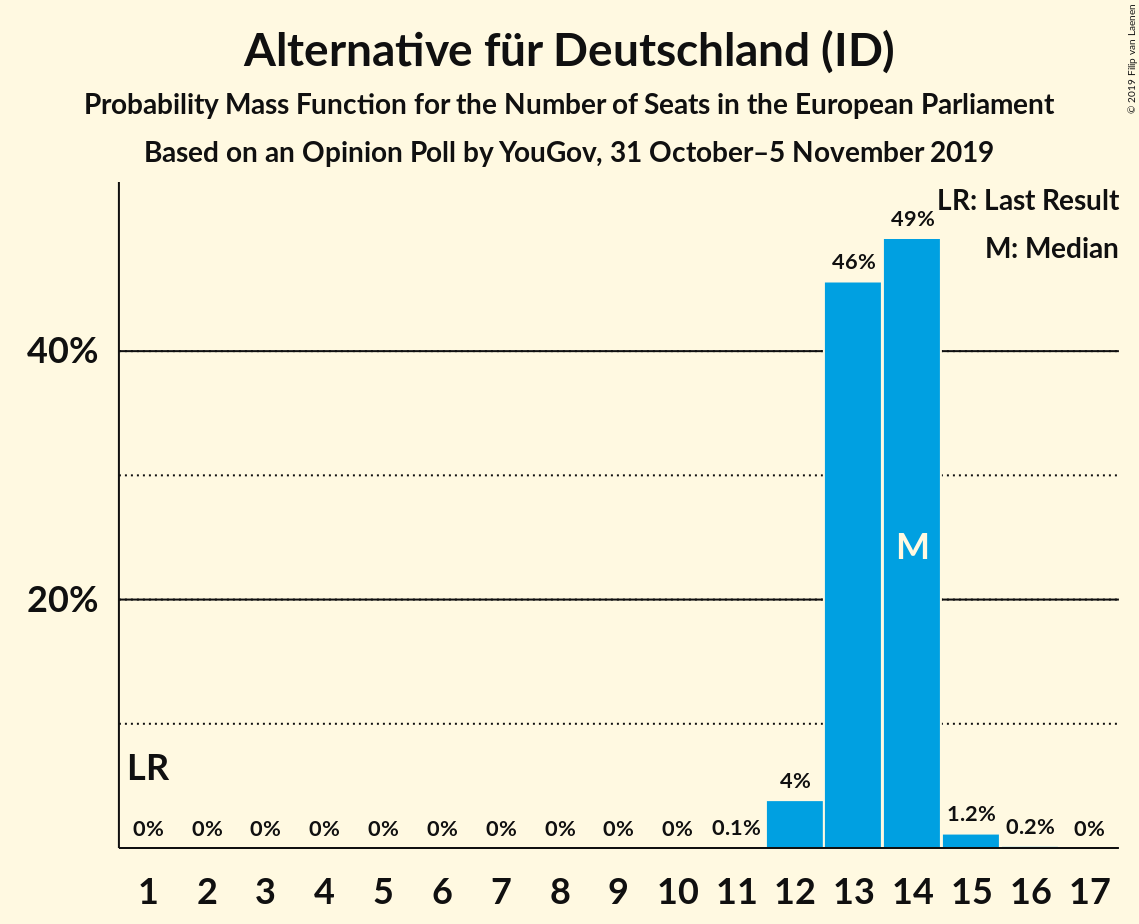 Alternative für Deutschland (ID)
Probability Mass Function for the Number of Seats in the European Parliament
Based on an Opinion Poll by YouGov, 31 October–5 November 2019
© 2019 Filip van Laenen
LR: Last Result
M: Median
49%
46%
40%
M
20%
LR
4%
0% 0% 0% 0% 0% 0% 0% 0% 0% 0% 0.1% 1.2% 0.2% 0%
1 2 3 4 5 6 7 8 9 10 11 12 13 14 15 16 17